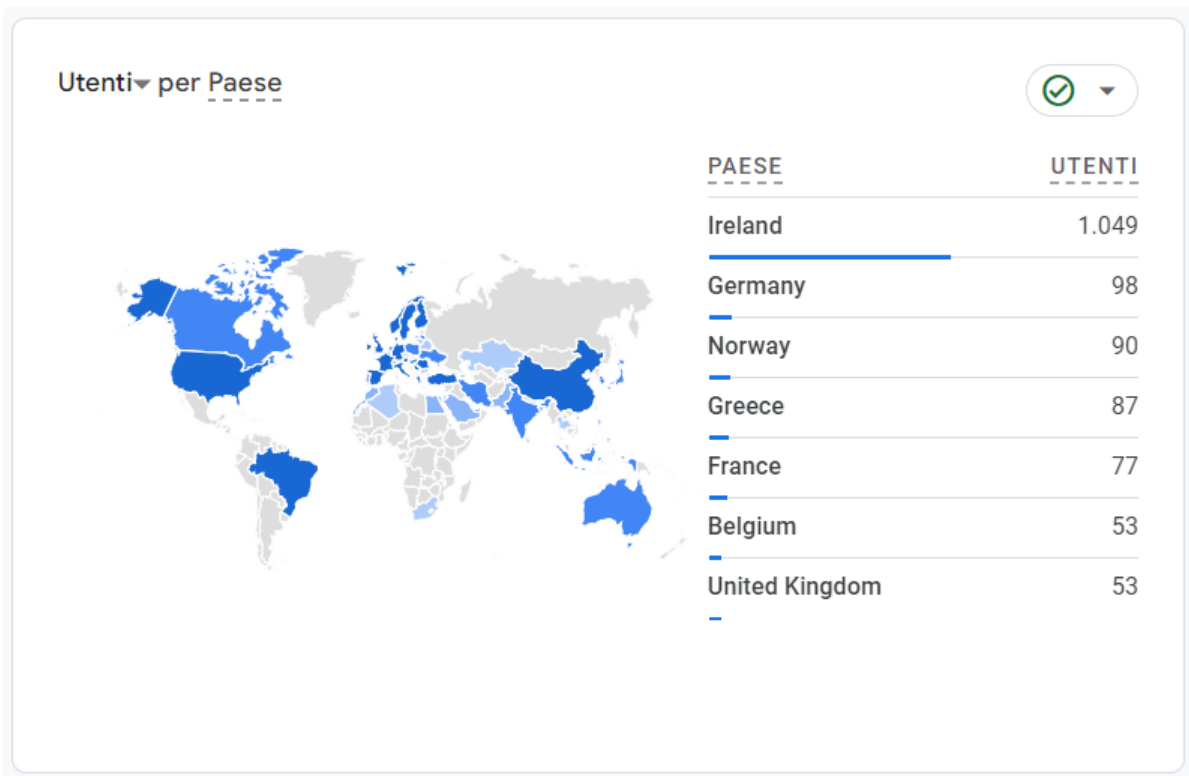 Utenti per Paese
PAESE UTENTI
Ireland 1.049
Germany 98
Norway 90
Greece 87
France 77
Belgium 53
United Kingdom 53